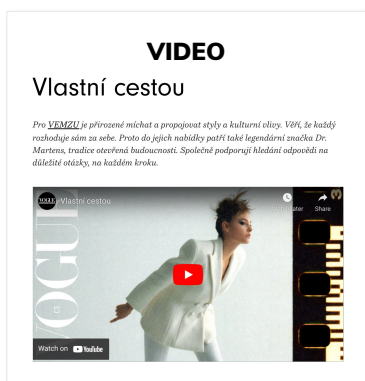 VIDEO
Vlastní cestou
Pro VEMZU je přirozené míchat a propojovat styly a kulturní vlivy. Věří, že každý
rozhoduje sám za sebe. Proto do jejich nabídky patří také legendární značka Dr.
Martens, tradice otevřená budoucnosti. Společně podporují hledání odpovědi na
důležité otázky, na každém kroku.
VOGUE Vlastní cestou
ater Share
VOGUE
Watch on YouTube